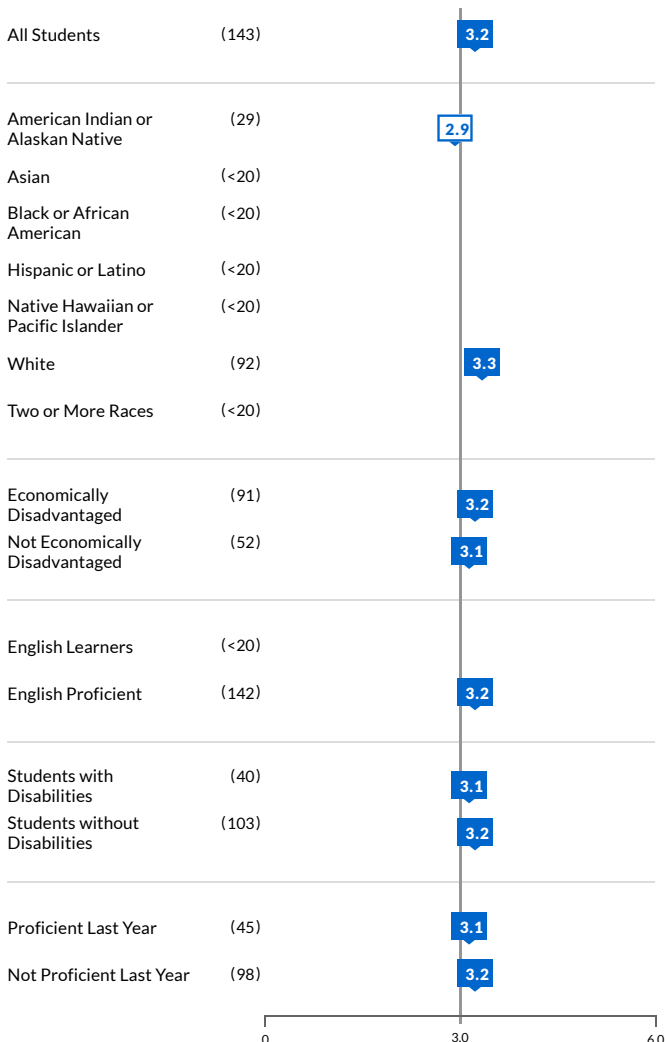 All Students (143) 3.2
American Indian or (29) 2.9
Alaskan Native
Asian (<20)
Black or African (<20)
American
Hispanic or Latino (<20)
Native Hawaiian or (<20)
Pacific Islander
White (92) 3.3
Two or More Races (<20)
Economically (91) 3.2
Disadvantaged
Not Economically (52) 3.1
Disadvantaged
English Learners (<20)
English Proficient (142) 3.2
Students with (40) 3.1
Disabilities
Students without (103) 3.2
Disabilities
Proficient Last Year (45) 3.1
Not Proficient Last Year (98) 3.2
0 3.0 6.0